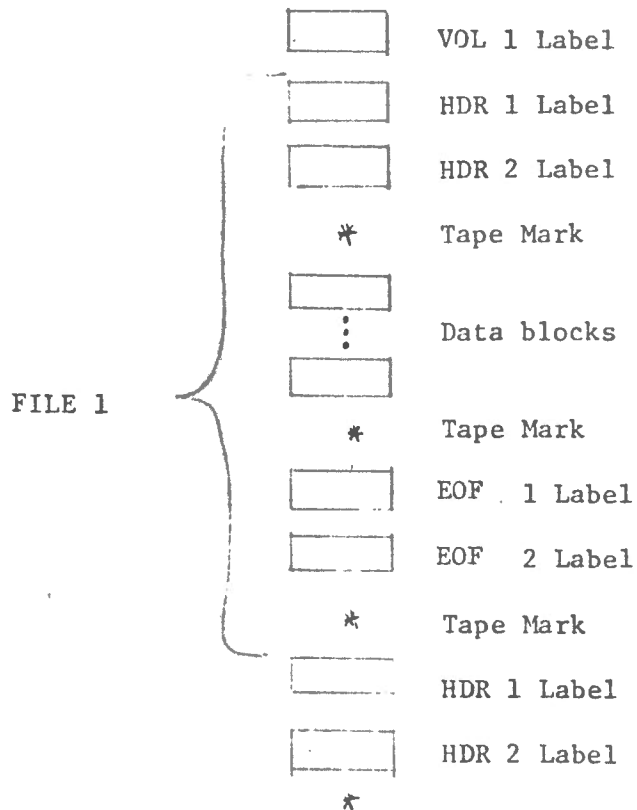 VOL 1 Label
HDR 1 Label
HDR 2 Label
* Tape Mark
Data blocks
FILE 1
* Tape Mark
EOF 1 Label
EOF 2 Label
* Tape Mark
HDR 1 Label
HDR 2 Label
*